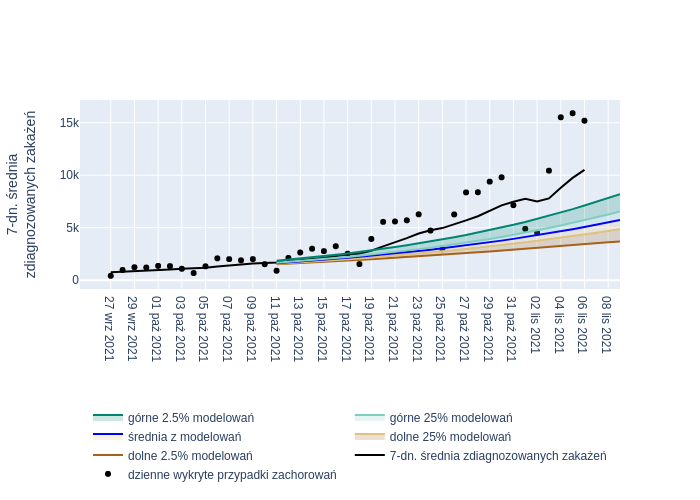 7-dn. średnia
zdiagnozowanych zakażeń
15k
10k
5k
0
27 wrz 2021
29 wrz 2021
01 paź 2021
03 paź 2021
05 paź 2021
07 paź 2021
09 paź 2021
11 paź 2021
13 paź 2021
15 paź 2021
17 paź 2021
19 paź 2021
21 paź 2021
23 paź 2021
25 paź 2021
27 paź 2021
29 paź 2021
31 paź 2021
02 lis 2021
04 lis 2021
06 lis 2021
08 lis 2021
górne 2.5% modelowań
górne 25% modelowań
średnia z modelowań
dolne 25% modelowań
dolne 2.5% modelowań
7-dn. średnia zdiagnozowanych zakażeń
dzienne wykryte przypadki zachorowań